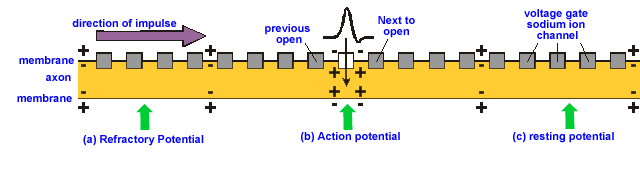 direction of impulse
previous
open
Next to
open
voltage gate
sodium ion
channel
membrane
axon
membrane
+ + - - + +
- - + + - -
- - + + - -
+ + - - + +
(a) Refractory Potential
(b) Action potential
(c) resting potential